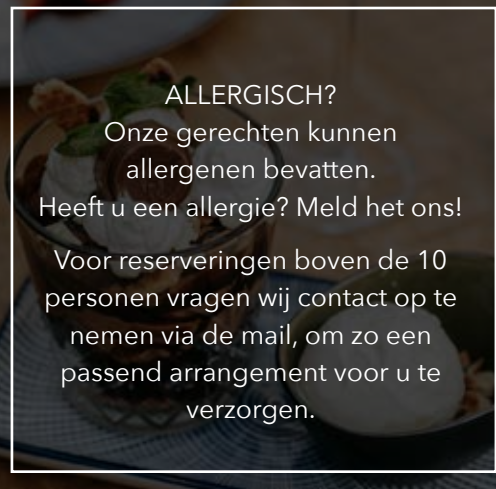 ALLERGISCH?
Onze gerechten kunnen
allergenen bevatten.
Heeft u een allergie? Meld het ons!
Voor reserveringen boven de 10
personen vragen wij contact op te
nemen via de mail, om zo een
passend arrangement voor u te
verzorgen.